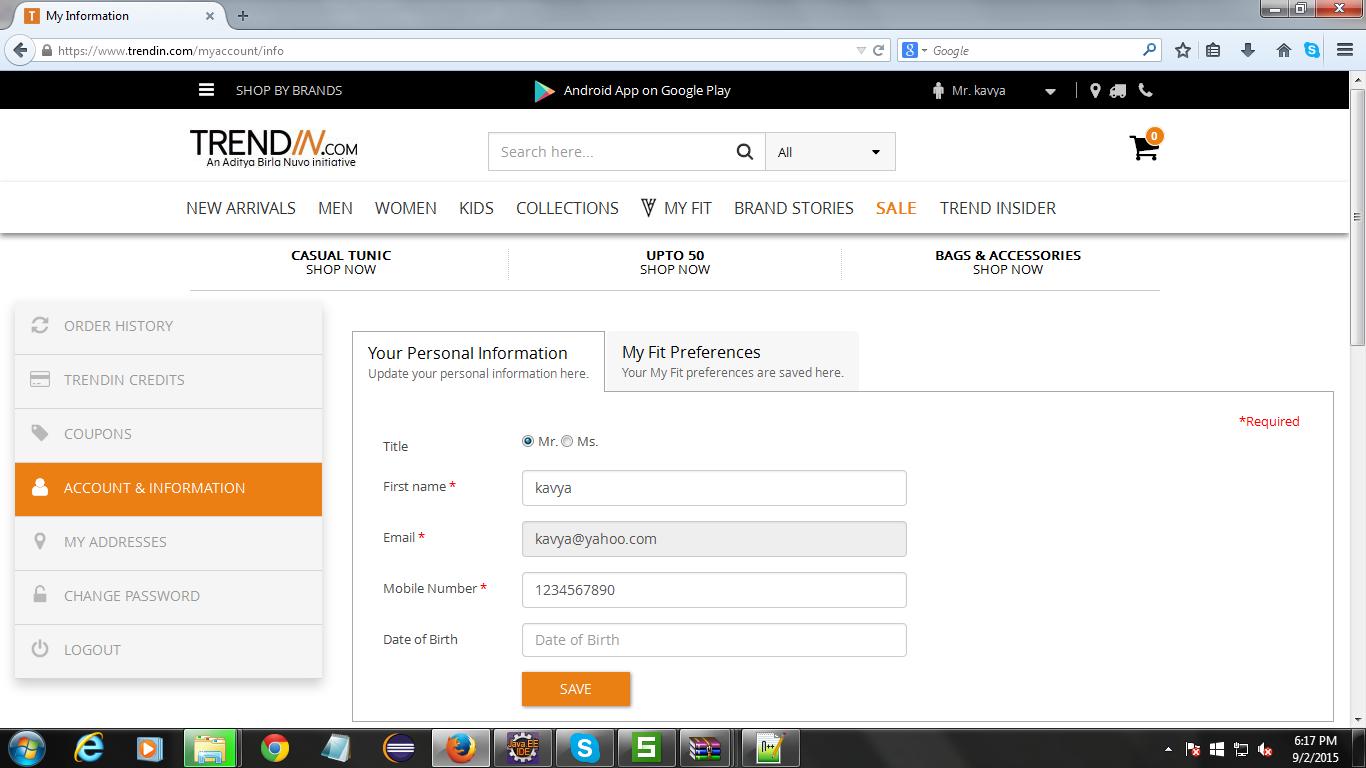 My Information
https://www.trendin.com/myaccount/info
Google
SHOP BY BRANDS
Android App on Google Play
Mr. kavya
TRENDIN.COM
An Aditya Birla Nuvo initiative
Search here...
All
0
NEW ARRIVALS MEN WOMEN KIDS COLLECTIONS MY FIT BRAND STORIES SALE TREND INSIDER
CASUAL TUNIC
SHOP NOW
UPTO 50
SHOP NOW
BAGS & ACCESSORIES
SHOP NOW
ORDER HISTORY
TRENDIN CREDITS
COUPONS
ACCOUNT & INFORMATION
MY ADDRESSES
CHANGE PASSWORD
LOGOUT
Your Personal Information
Update your personal information here.
My Fit Preferences
Your My Fit preferences are saved here.
*Required
Title Mr. Ms.
First name * kavya
Email * kavya@yahoo.com
Mobile Number * 1234567890
Date of Birth Date of Birth
SAVE
Java EE
IDE
6:17 PM
9/2/2015